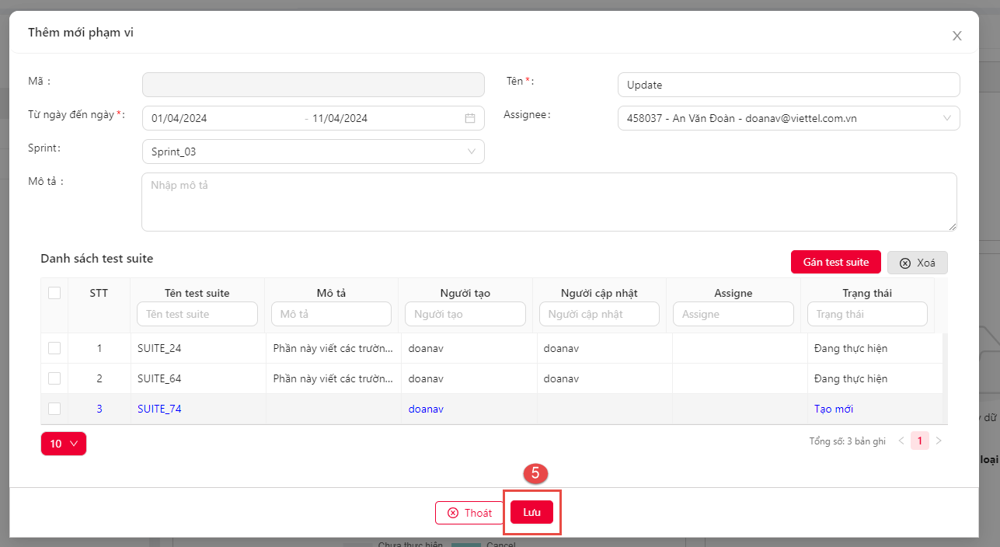 Thêm mới phạm vi
Mã :
Tên * :
Update
Từ ngày đến ngày * :
01/04/2024 - 11/04/2024
Assignee :
458037 - An Văn Đoàn - doanav@viettel.com.vn
Sprint :
Sprint_03
Mô tả :
Nhập mô tả
Danh sách test suite
Gán test suite
Xoá
STT Tên test suite Mô tả Người tạo Người cập nhật Assigne Trạng thái
Tên test suite Mô tả Người tạo Người cập nhật Assigne Trạng thái
1 SUITE_24 Phần này viết các trườn... doanav doanav Đang thực hiện
2 SUITE_64 Phần này viết các trườn... doanav doanav Đang thực hiện
3 SUITE_74 doanav Tạo mới
10
Tổng số: 3 bản ghi < 1 >
5
Thoát
Lưu
dữ
loại
Chưa thực hiện
Cancel